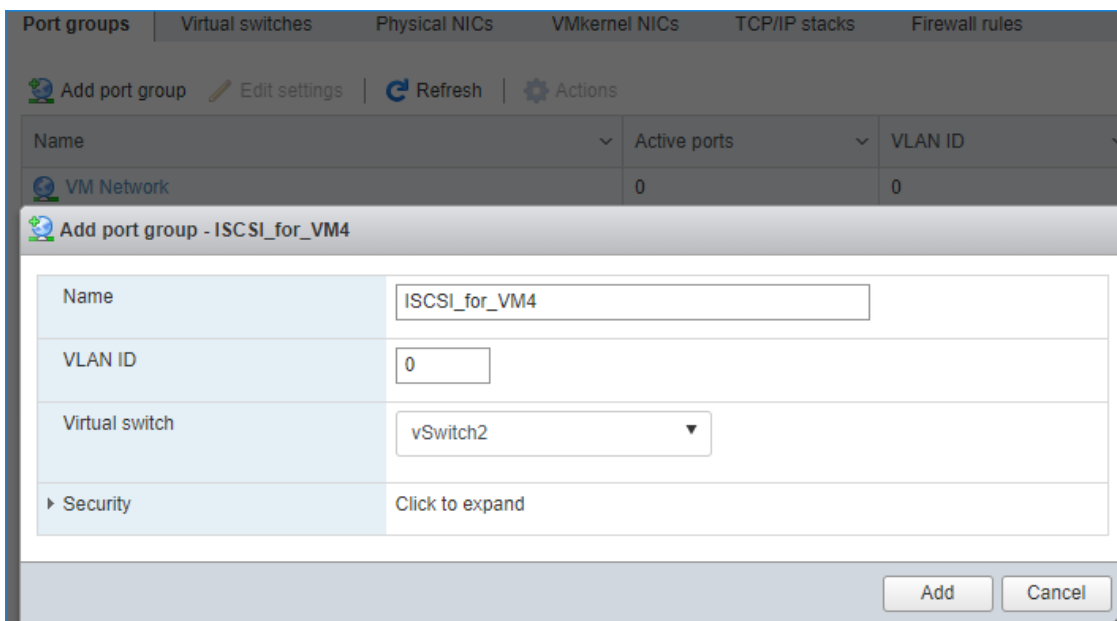 Port groups Virtual switches Physical NICs VMkernel NICs TCP/IP stacks Firewall rules
Add port group Edit settings Refresh Actions
Name Active ports VLAN ID
VM Network 0 0
Add port group - ISCSI_for_VM4
Name ISCSI_for_VM4
VLAN ID 0
Virtual switch vSwitch2
Security Click to expand
Add Cancel